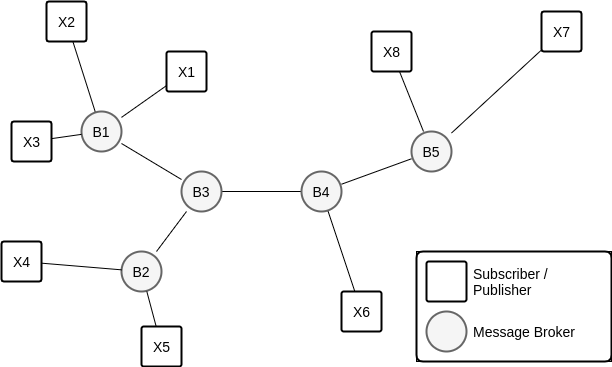 X2
X7
X8
X1
B1
X3
B5
B3
B4
X4
B2
X6
X5
Subscriber /
Publisher
Message Broker